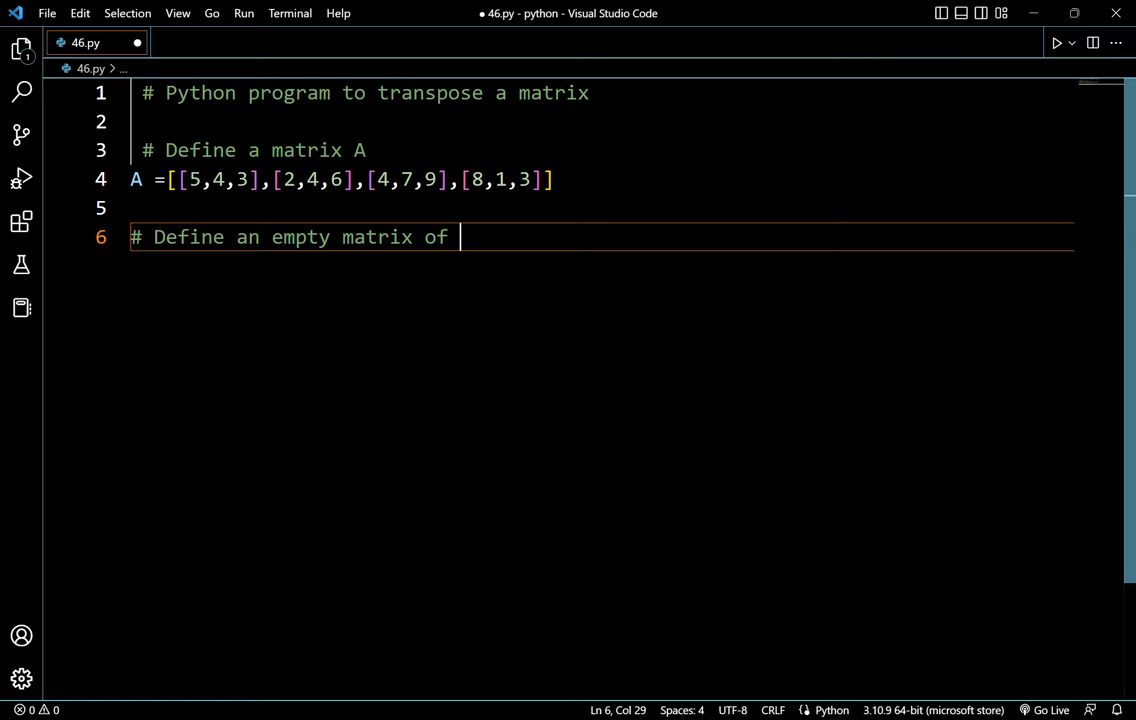 File Edit Selection View Go Run Terminal Help
● 46.py - python - Visual Studio Code
46.py
46.py > ...
1 # Python program to transpose a matrix
2
3 # Define a matrix A
4 A =[[5,4,3],[2,4,6],[4,7,9],[8,1,3]]
5
6 # Define an empty matrix of
1
0 0 Ln 6, Col 29 Spaces: 4 UTF-8 CRLF Python 3.10.9 64-bit (microsoft store) Go Live